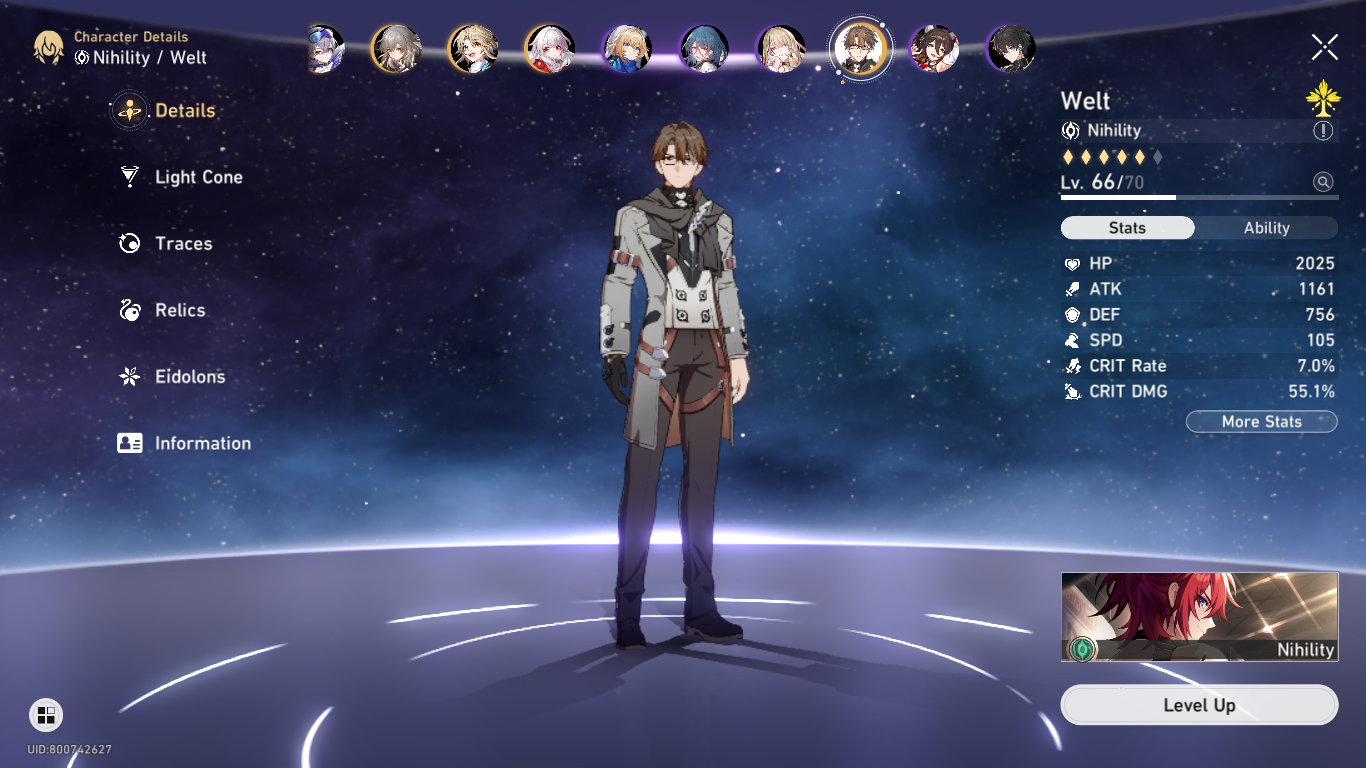 Character Details
Nihility / Welt
Details
Light Cone
Traces
Relics
Eidolons
Information
UID:800742627
Welt
Nihility
Lv. 66/70
Stats
Ability
HP 2025
ATK 1161
DEF 756
SPD 105
CRIT Rate 7.0%
CRIT DMG 55.1%
More Stats
Nihility
Level Up